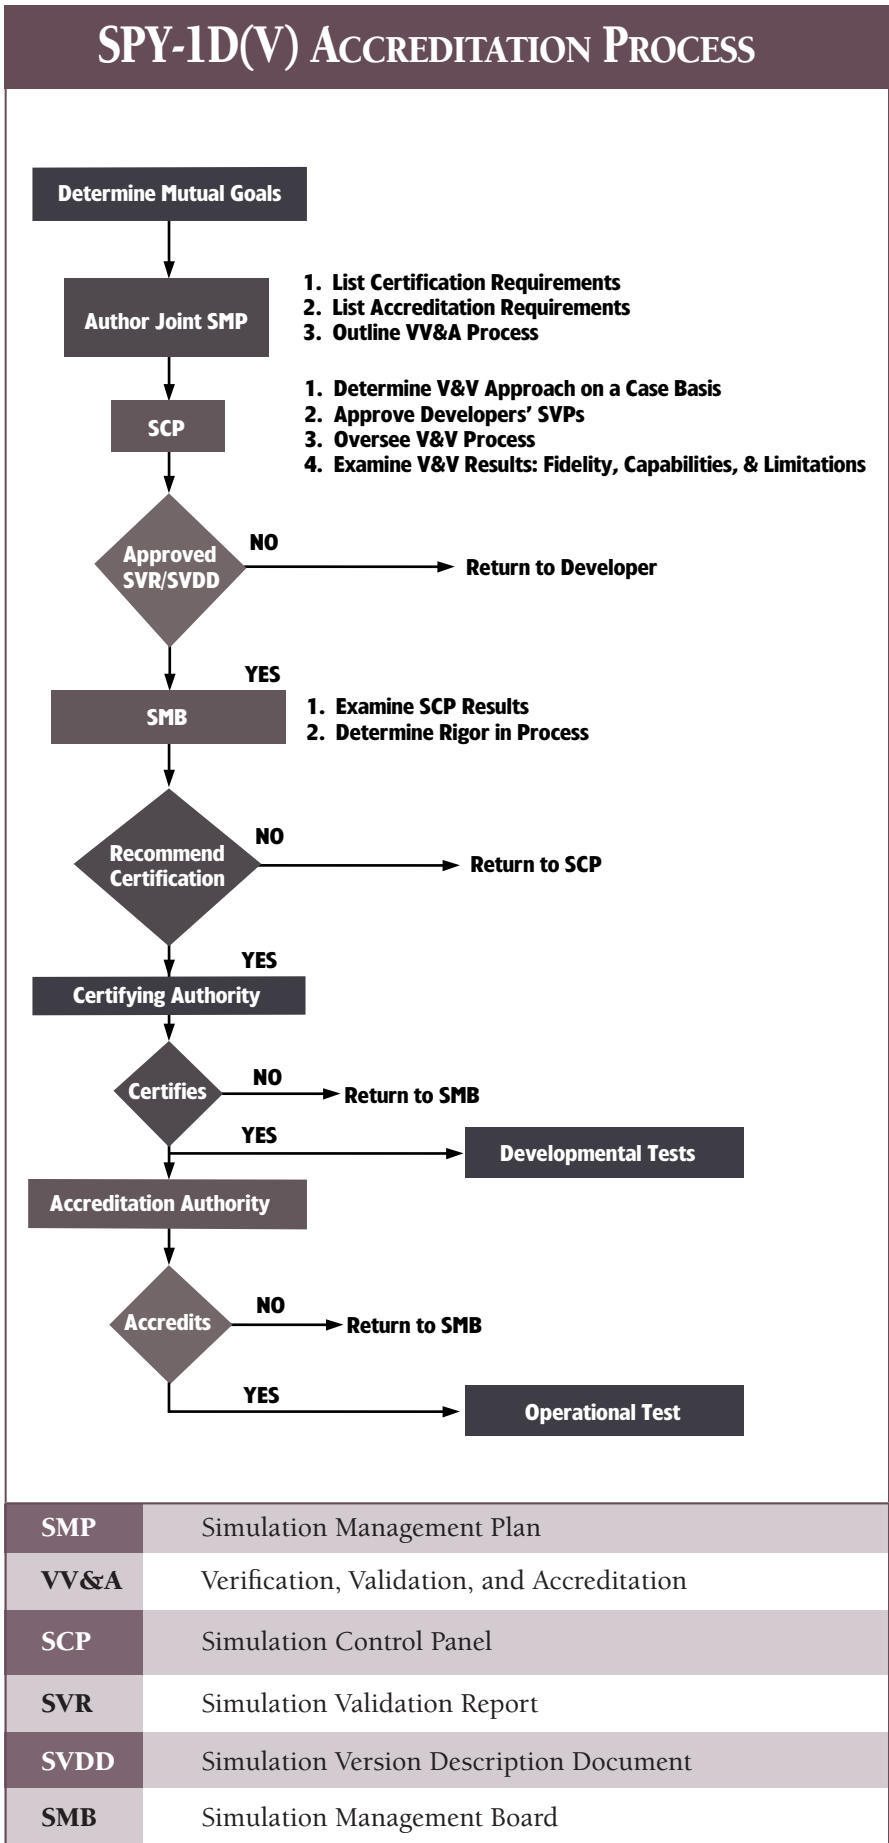 SPY-1D(V) ACCREDITATION PROCESS
Determine Mutual Goals
Author Joint SMP
1. List Certification Requirements
2. List Accreditation Requirements
3. Outline VV&A Process
SCP
1. Determine V&V Approach on a Case Basis
2. Approve Developers’ SVPs
3. Oversee V&V Process
4. Examine V&V Results: Fidelity, Capabilities, & Limitations
Approved
SVR/SVDD
NO
Return to Developer
YES
SMB
1. Examine SCP Results
2. Determine Rigor in Process
Recommend
Certification
NO
Return to SCP
YES
Certifying Authority
Certifies
NO
Return to SMB
YES
Developmental Tests
Accreditation Authority
Accredits
NO
Return to SMB
YES
Operational Test
SMP Simulation Management Plan
VV&A Verification, Validation, and Accreditation
SCP Simulation Control Panel
SVR Simulation Validation Report
SVDD Simulation Version Description Document
SMB Simulation Management Board